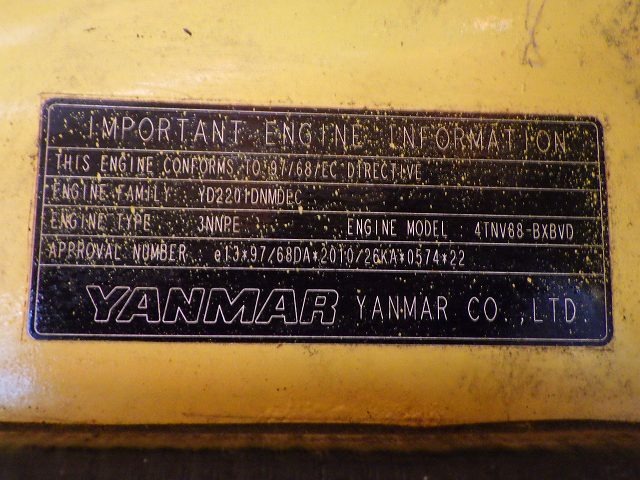 IMPORTANT ENGINE INFORMATION
THIS ENGINE CONFORMS TO 97/68/EC DIRECTIVE
ENGINE FAMILY YD2201DNMDEC
ENGINE TYPE 3NNPE ENGINE MODEL : 4TNV88-BXBVD
APPROVAL NUMBER : e13*97/68DA*2010/26KA*0574*22
YANMAR YANMAR CO.,LTD.